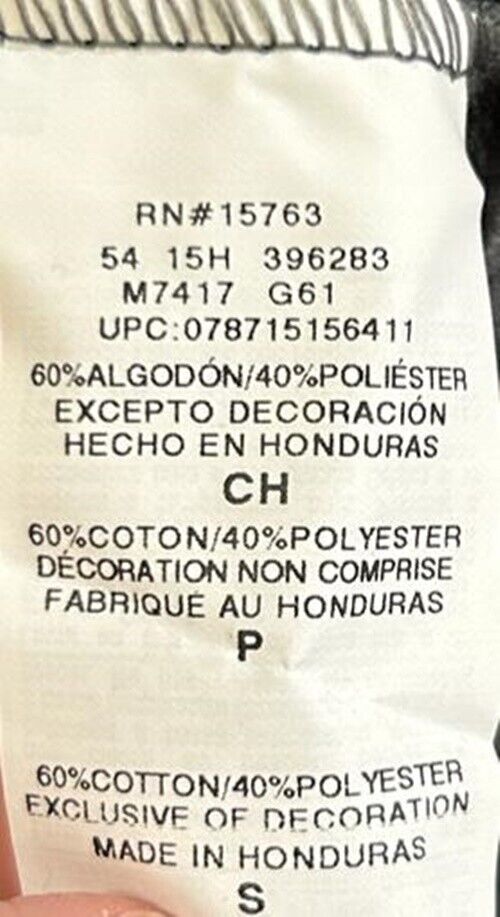 RN#15763
54 15H 396283
M7417 G61
UPC:078715156411
60%ALGODÓN/40%POLIÉSTER
EXCEPTO DECORACIÓN
HECHO EN HONDURAS
CH
60%COTON/40%POLYESTER
DÉCORATION NON COMPRISE
FABRIQUÉ AU HONDURAS
P
60%COTTON/40%POLYESTER
EXCLUSIVE OF DECORATION
MADE IN HONDURAS
S